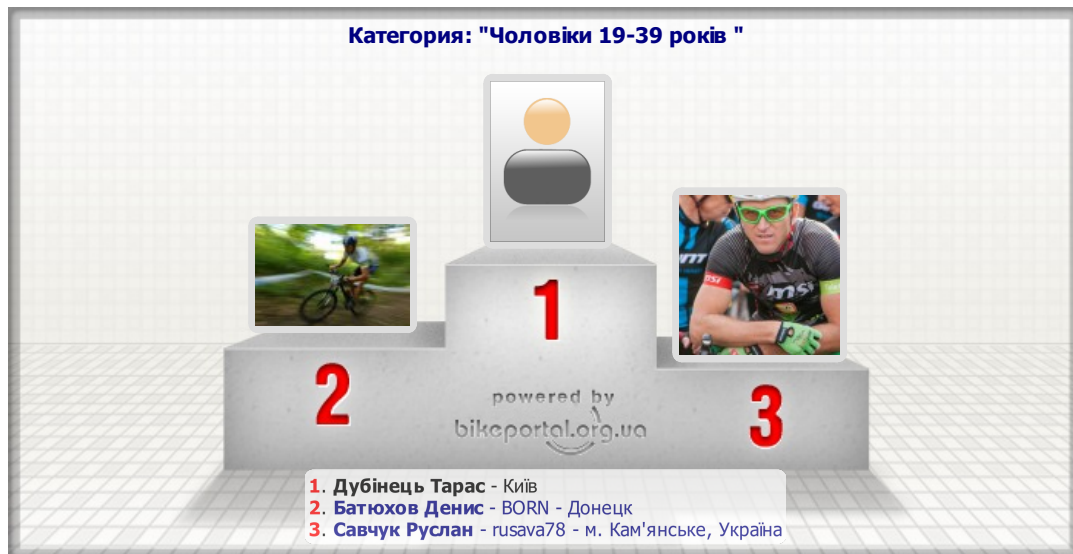 Категория: "Чоловіки 19-39 років "
1
2
3
msi
powered by
bikeportal.org.ua
1. Дубінець Тарас - Київ
2. Батюхов Денис - BORN - Донецк
3. Савчук Руслан - rusava78 - м. Кам'янське, Україна